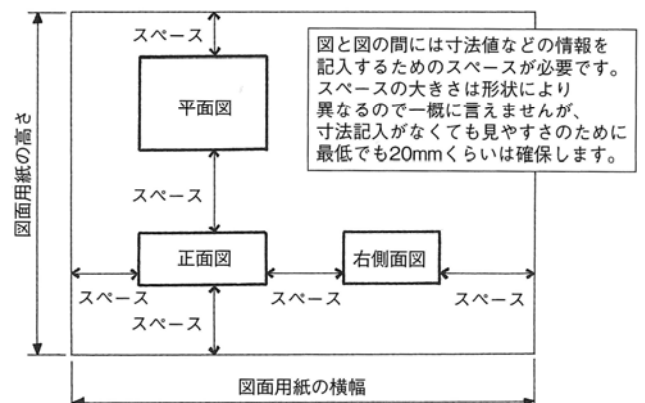 スペース
図と図の間には寸法値などの情報を
記入するためのスペースが必要です。
スペースの大きさは形状により
異なるので一概に言えませんが、
寸法記入がなくても見やすさのために
最低でも20mmくらいは確保します。
平面図
図面用紙の高さ
スペース
正面図
右側面図
スペース
スペース
スペース
スペース
図面用紙の横幅